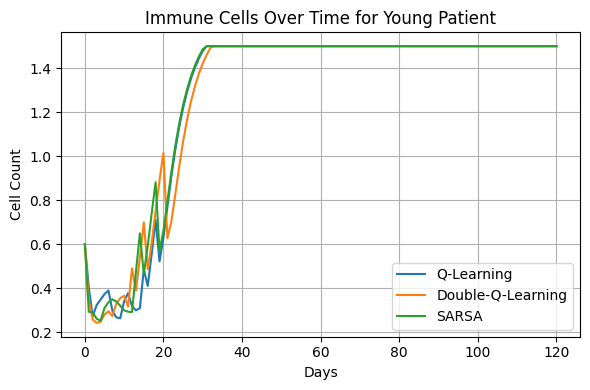 Immune Cells Over Time for Young Patient
Cell Count
1.4
1.2
1.0
0.8
0.6
0.4
0.2
0
20
40
60
80
100
120
Days
Q-Learning
Double-Q-Learning
SARSA